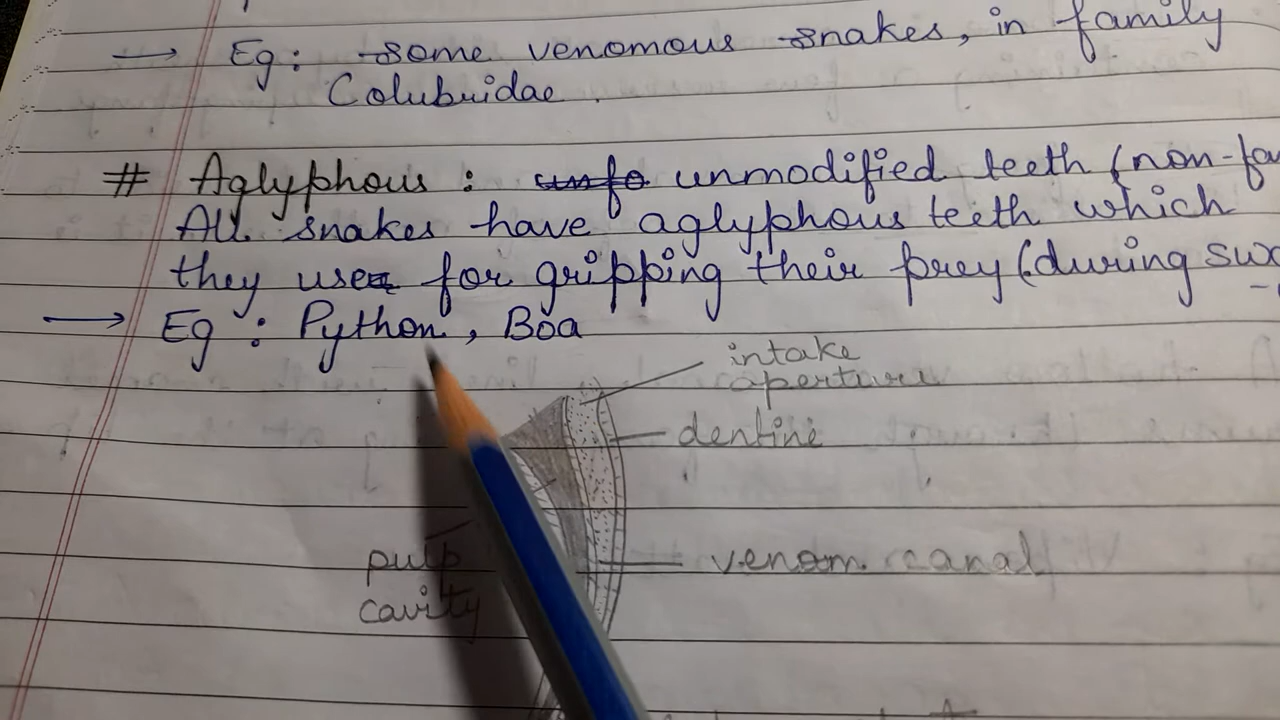 → Eg: some venomous snakes, in family
Colubridae.
# Aglyphous: unmodified teeth (non-fa
All snakes have aglyphous teeth which
they use for gripping their prey (during swa
→ Eg: Python, Boa
intake
aperture
dentine
pulp
cavity
venom canal